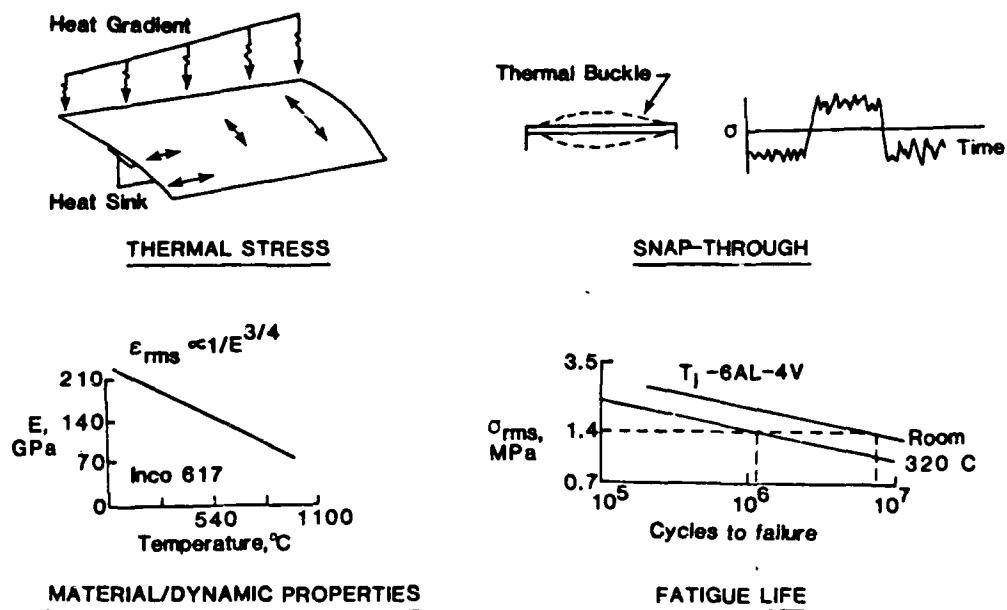 Heat Gradient
Heat Sink
THERMAL STRESS
Thermal Buckle
σ
Time
SNAP-THROUGH
ε_rms ∝1/E^3/4
210
E,
GPa
140
70
0
Inco 617
540
1100
Temperature,°C
MATERIAL/DYNAMIC PROPERTIES
3.5
T_i -6AL-4V
σ_rms,
MPa
1.4
0.7
Room
320 C
10^5
10^6
10^7
Cycles to failure
FATIGUE LIFE